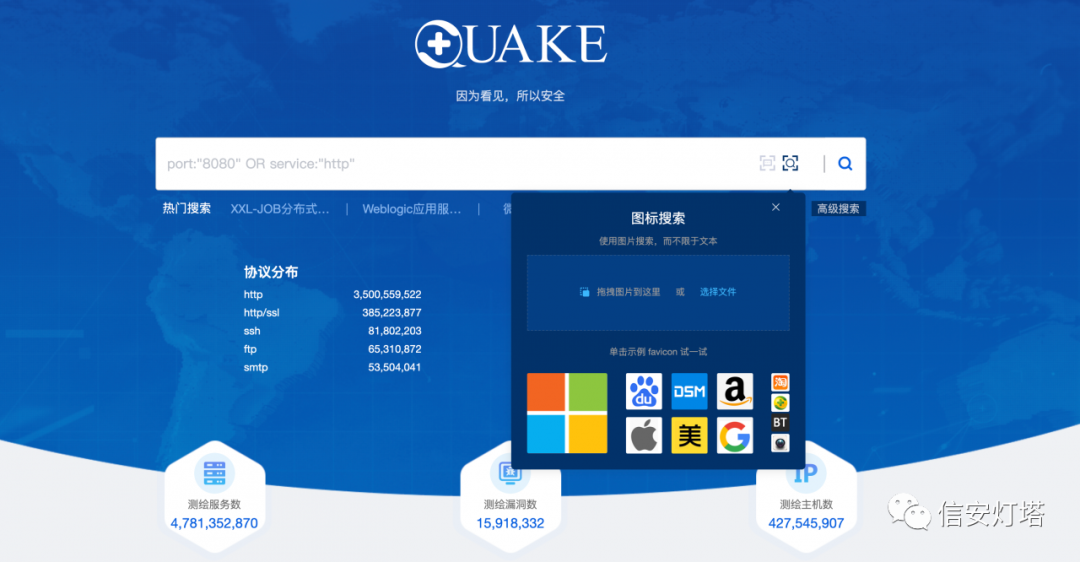 QUAKE
因为看见，所以安全
port:"8080" OR service:"http"
热门搜索 XXL-JOB分布式... | Weblogic应用服... | 微
高级搜索
图标搜索
使用图片搜索，而不限于文本
拖拽图片到这里 或 选择文件
单击示例 favicon 试一试
du DSM a 淘
美 G BT
协议分布
http 3,500,559,522
http/ssl 385,223,877
ssh 81,802,203
ftp 65,310,872
smtp 53,504,041
测绘服务数
4,781,352,870
测绘漏洞数
15,918,332
IP
测绘主机数
427,545,907
信安灯塔